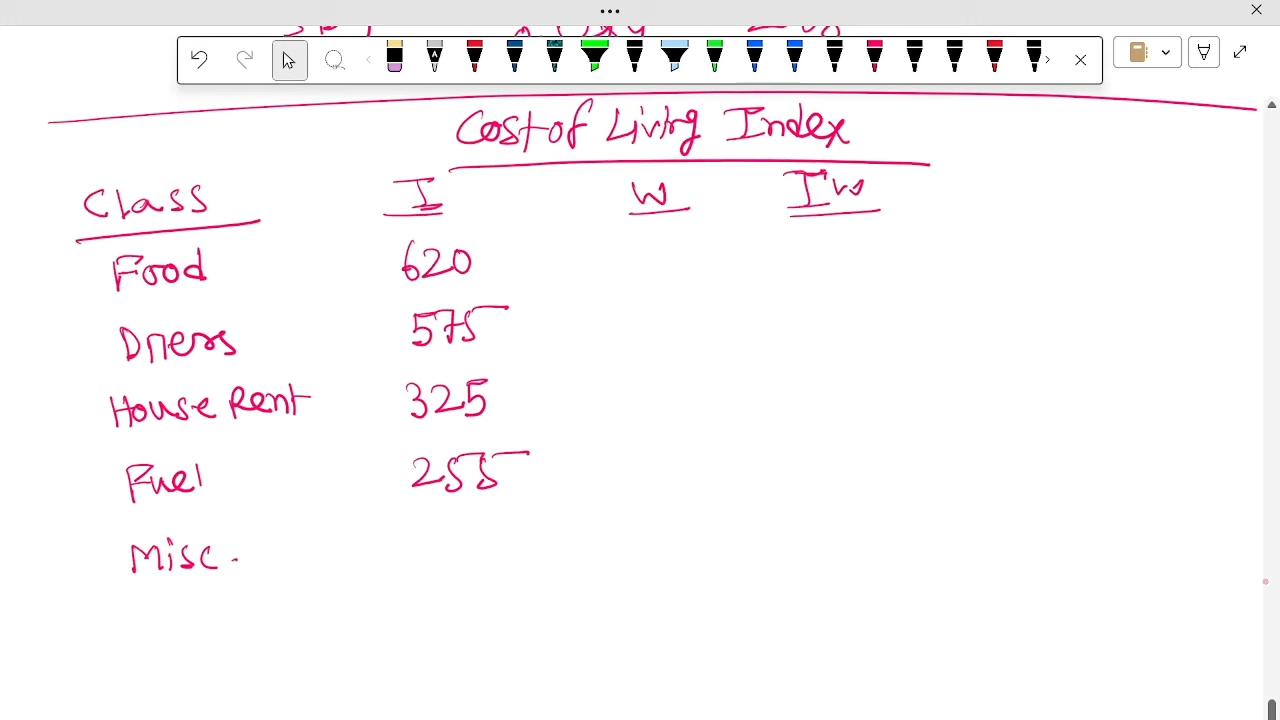 Cost of Living Index
Class I W Iw
Food 620
Dress 575
House Rent 325
Fuel 255
Misc.